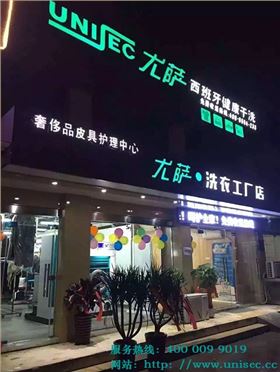 UNISEC 尤萨 西班牙健康干洗
奢侈品皮具护理中心
尤萨·洗衣工厂店
服务热线: 400 009 9019
网站: http: //www.unisec.cc